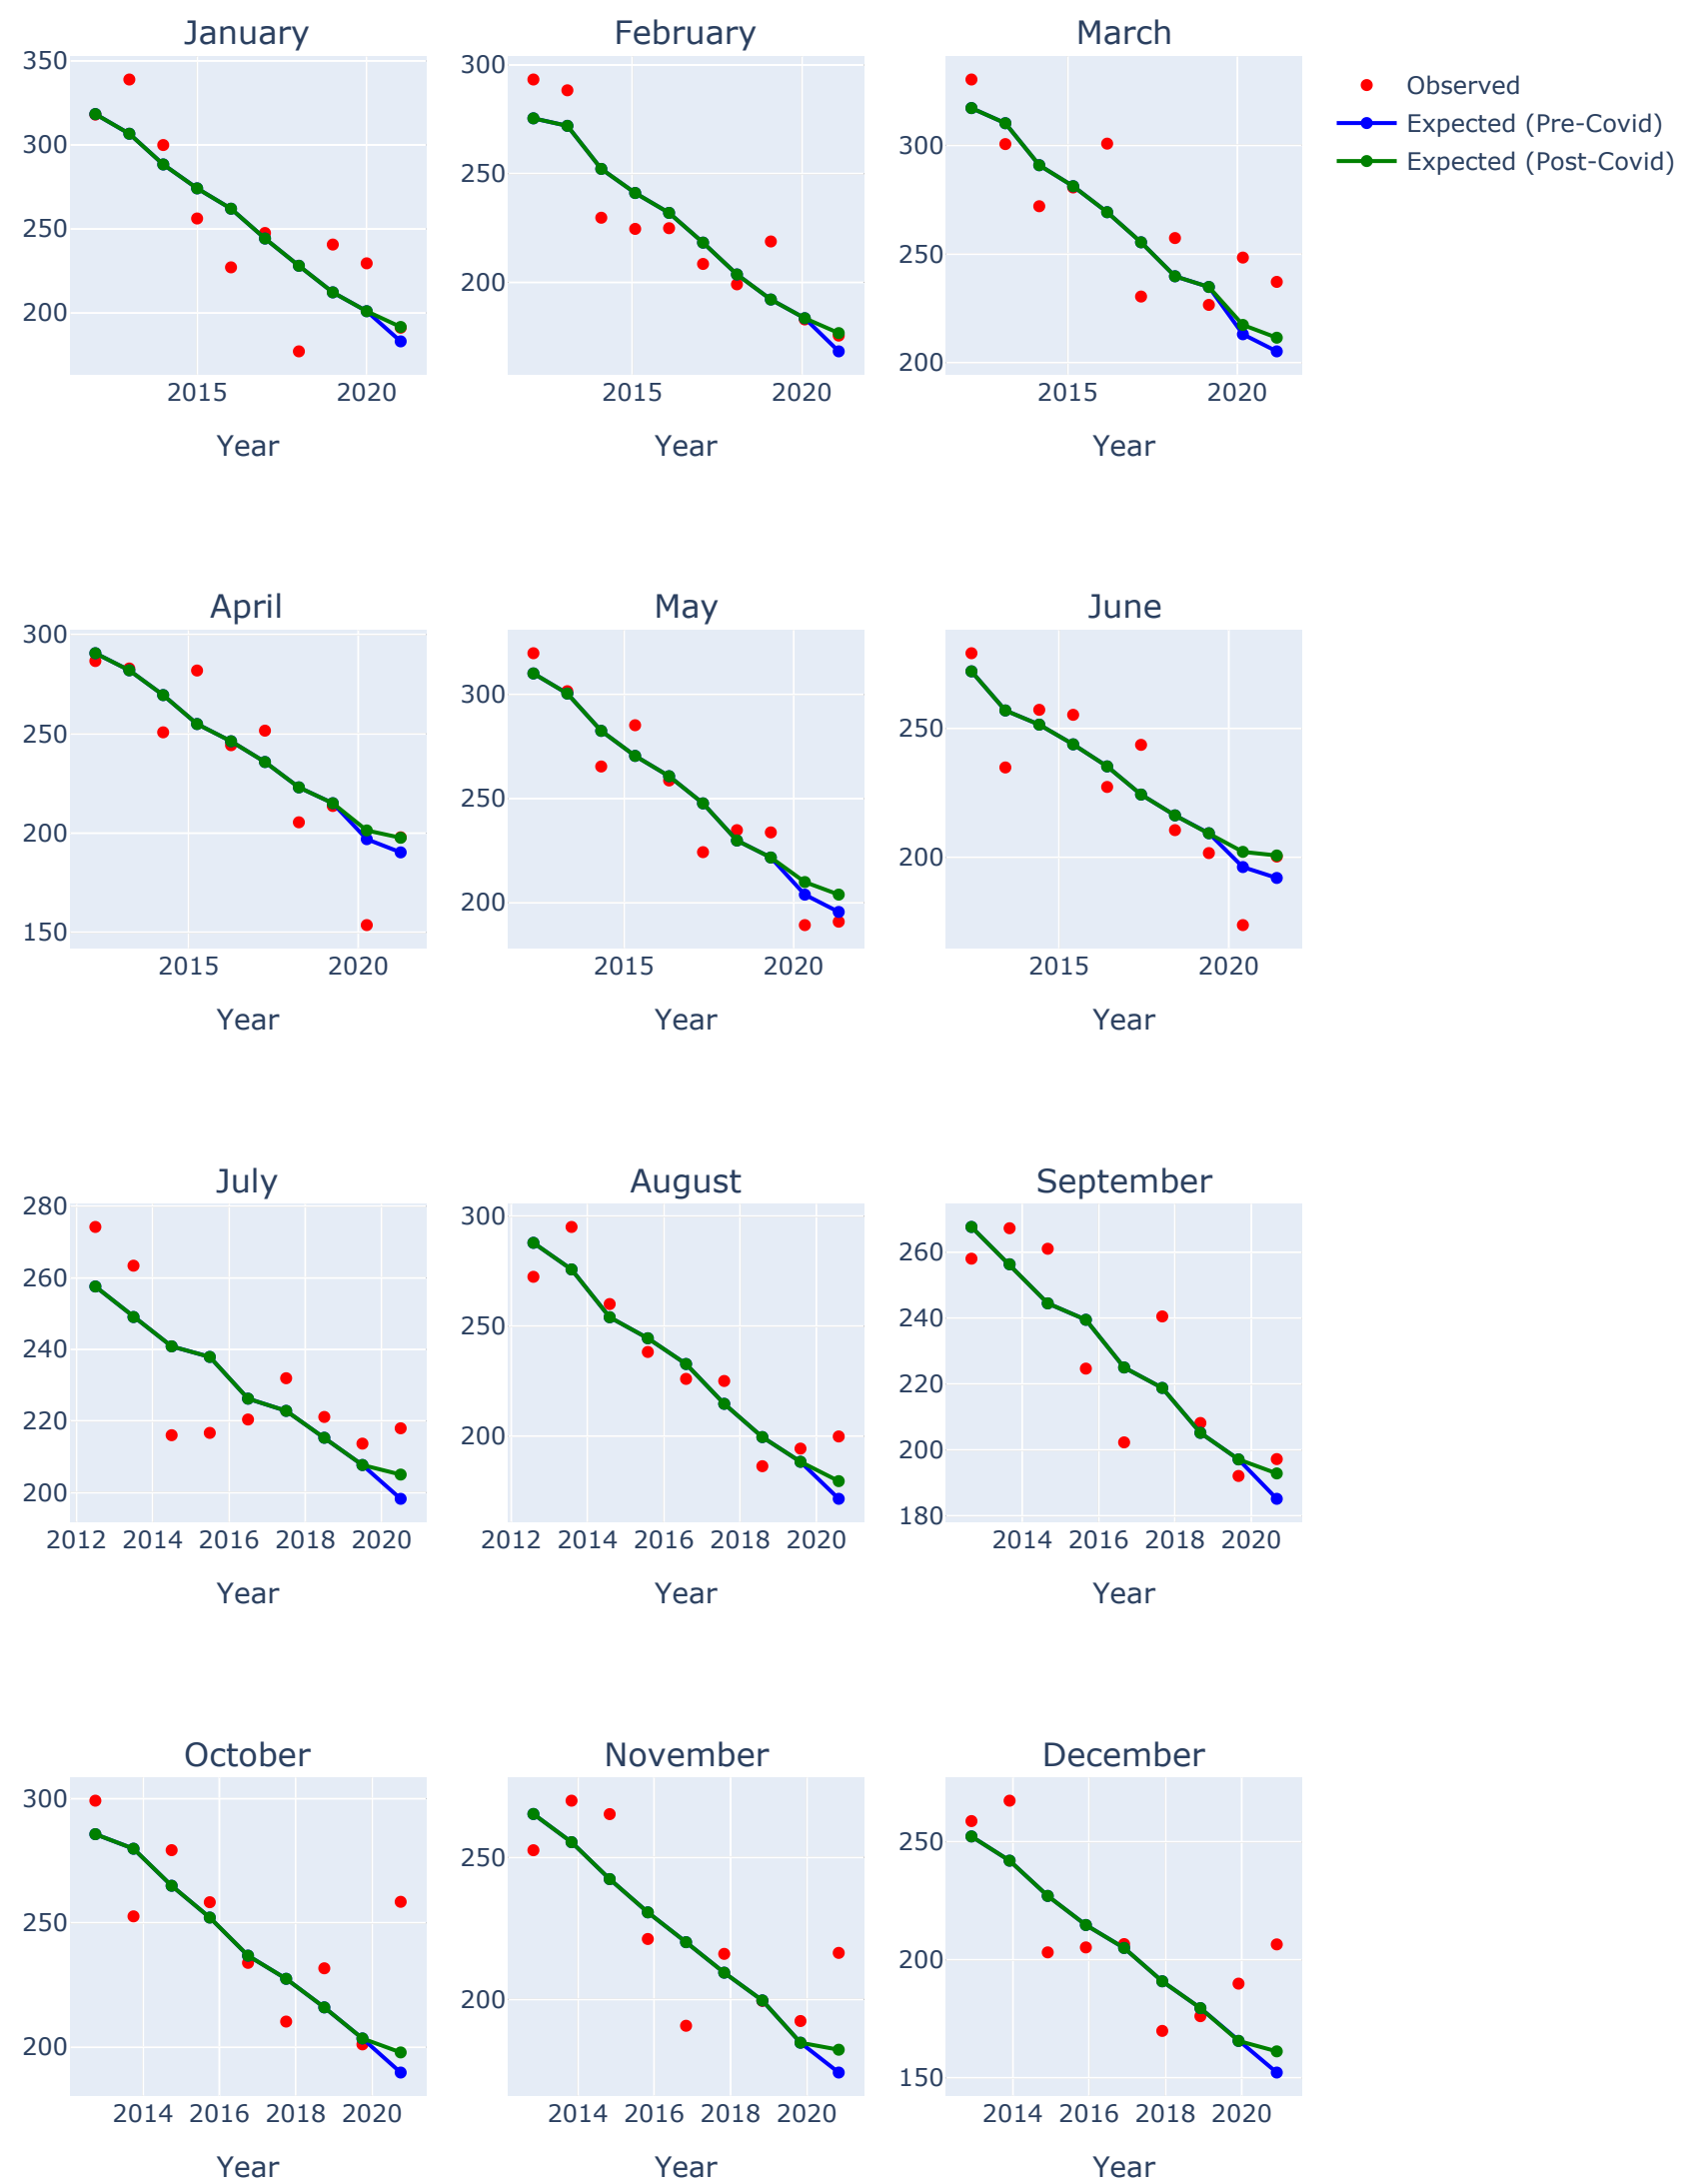 January
February
March
350
300
250
200
2015
2020
Year
300
250
200
2015
2020
Year
300
250
200
2015
2020
Year
Observed
Expected (Pre-Covid)
Expected (Post-Covid)
April
May
June
300
250
200
150
2015
2020
Year
300
250
200
2015
2020
Year
250
200
2015
2020
Year
July
August
September
280
260
240
220
200
2012
2014
2016
2018
2020
Year
300
250
200
2012
2014
2016
2018
2020
Year
260
240
220
200
180
2014
2016
2018
2020
Year
October
November
December
300
250
200
2014
2016
2018
2020
Year
250
200
2014
2016
2018
2020
Year
250
200
150
2014
2016
2018
2020
Year